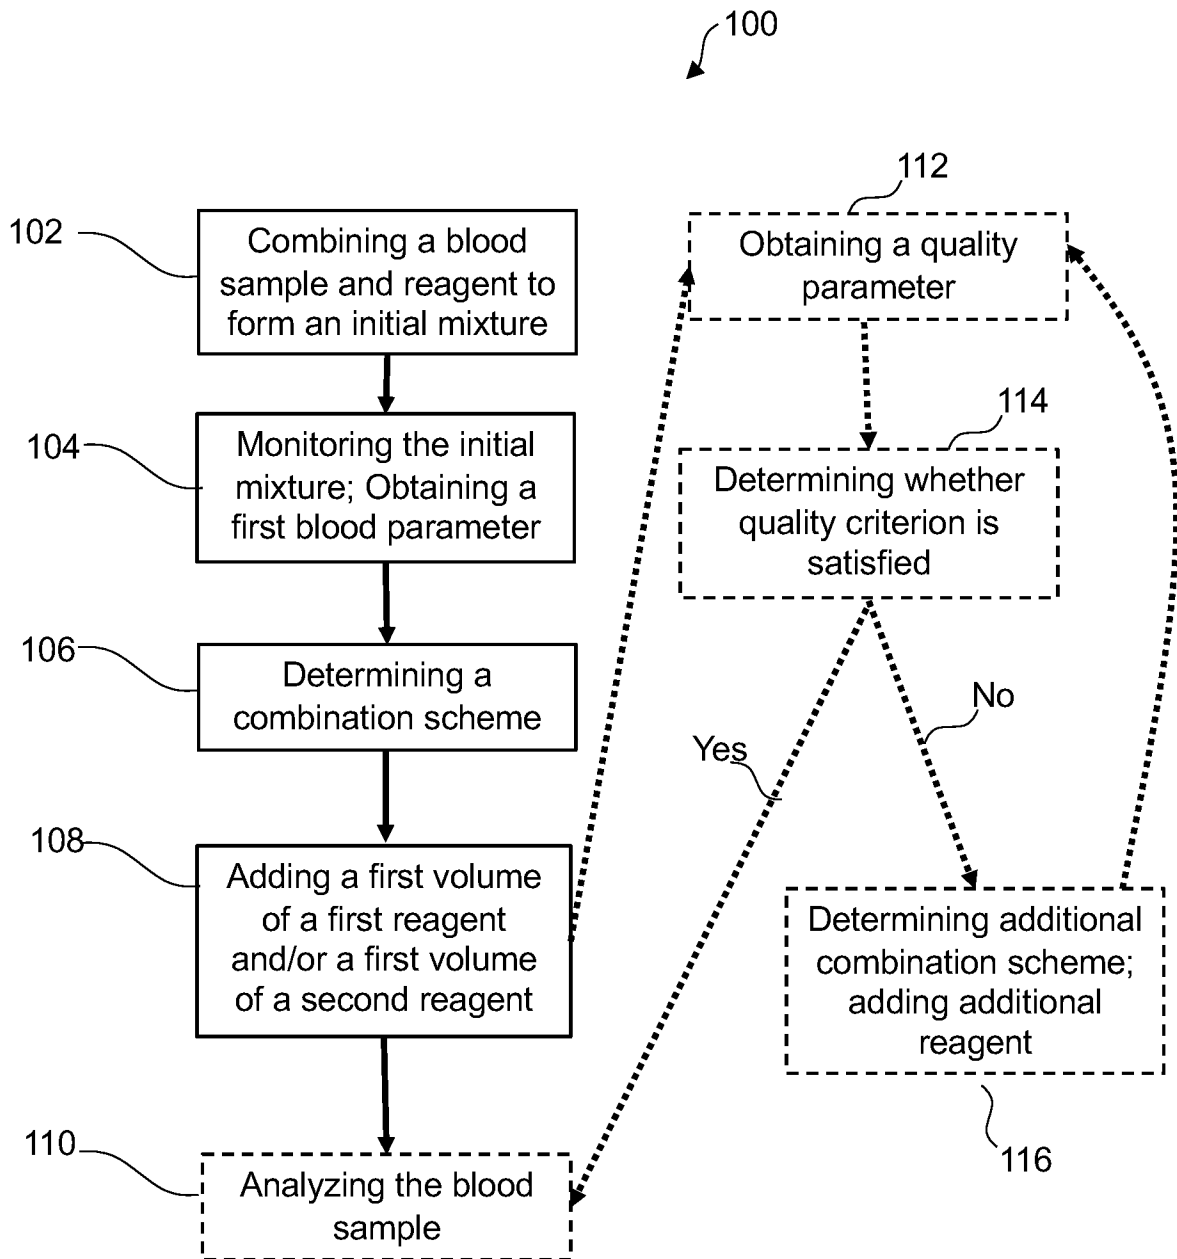 100
102
Combining a blood
sample and reagent to
form an initial mixture
104
Monitoring the initial
mixture; Obtaining a
first blood parameter
106
Determining a
combination scheme
108
Adding a first volume
of a first reagent
and/or a first volume
of a second reagent
110
Analyzing the blood
sample
112
Obtaining a quality
parameter
114
Determining whether
quality criterion is
satisfied
Yes
No
Determining additional
combination scheme;
adding additional
reagent
116